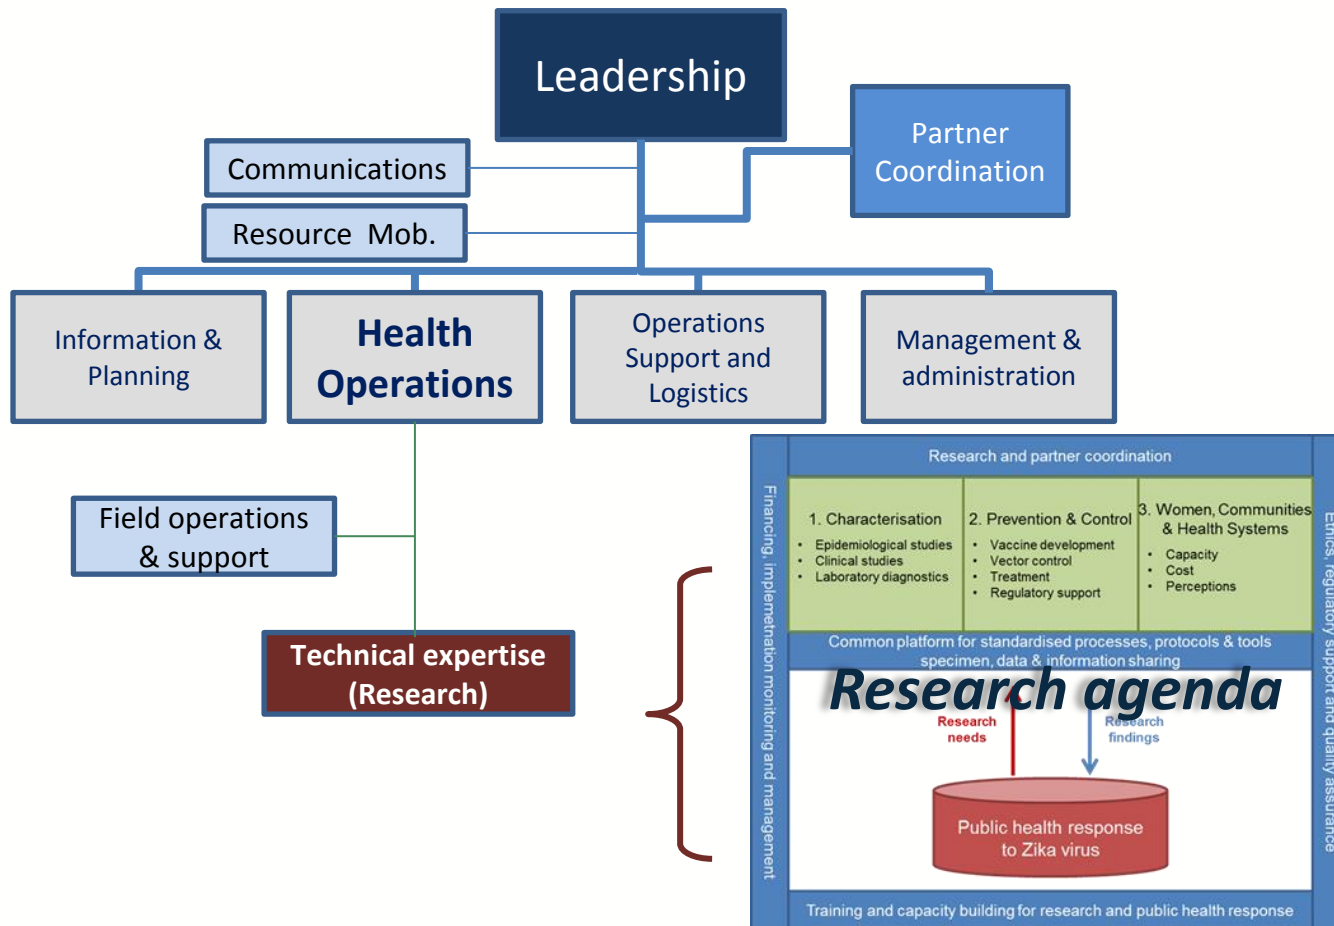 Leadership
Partner
Coordination
Communications
Resource Mob.
Information &
Planning
Health
Operations
Operations
Support and
Logistics
Management &
administration
Field operations
& support
Technical expertise
(Research)
Research and partner coordination
Financing, implemetnation monitoring and management
1. Characterisation
• Epidemiological studies
• Clinical studies
• Laboratory diagnostics
2. Prevention & Control
• Vaccine development
• Vector control
• Treatment
• Regulatory support
3. Women, Communities
& Health Systems
• Capacity
• Cost
• Perceptions
Ethics, regulatory support and quality assurance
Common platform for standardised processes, protocols & tools
specimen, data & information sharing
Research agenda
Research
needs
Research
findings
Public health response
to Zika virus
Training and capacity building for research and public health response